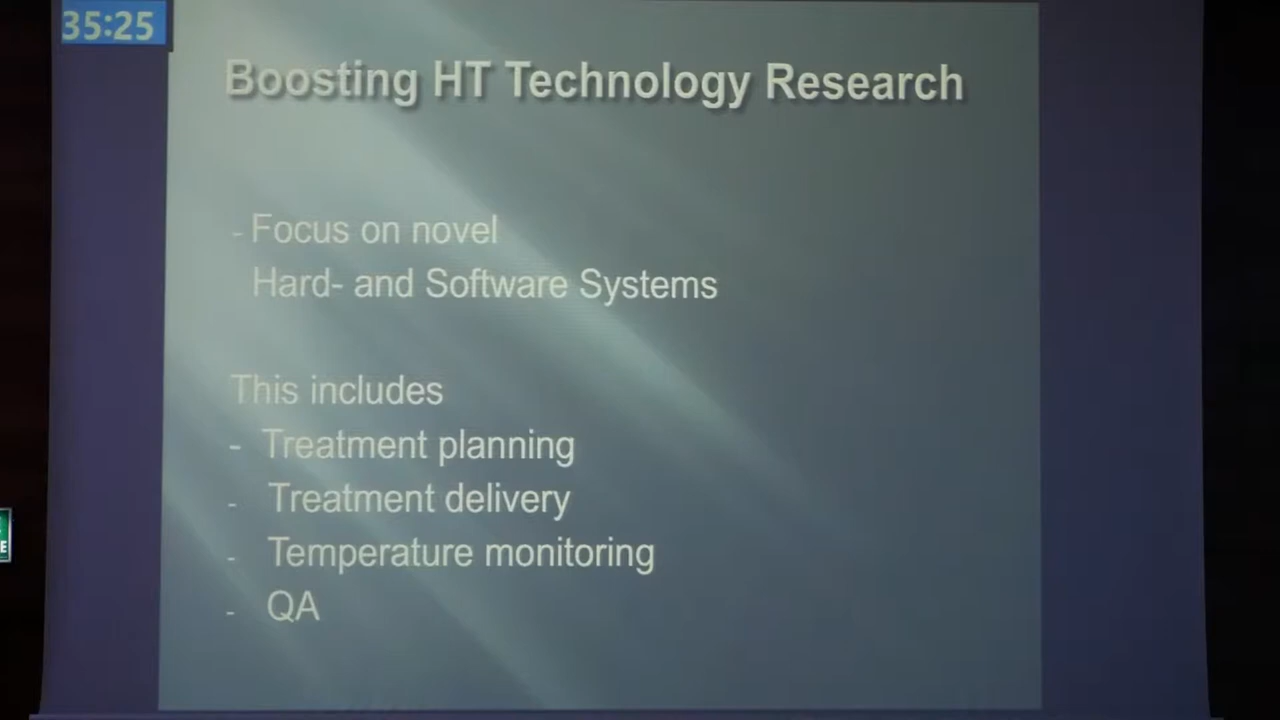 35:25
Boosting HT Technology Research
- Focus on novel
Hard- and Software Systems
This includes
- Treatment planning
- Treatment delivery
- Temperature monitoring
- QA